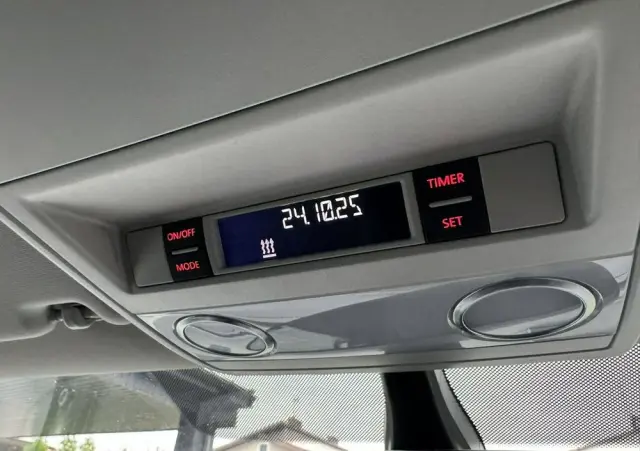 ON/OFF
MODE
24.10.25
TIMER
SET